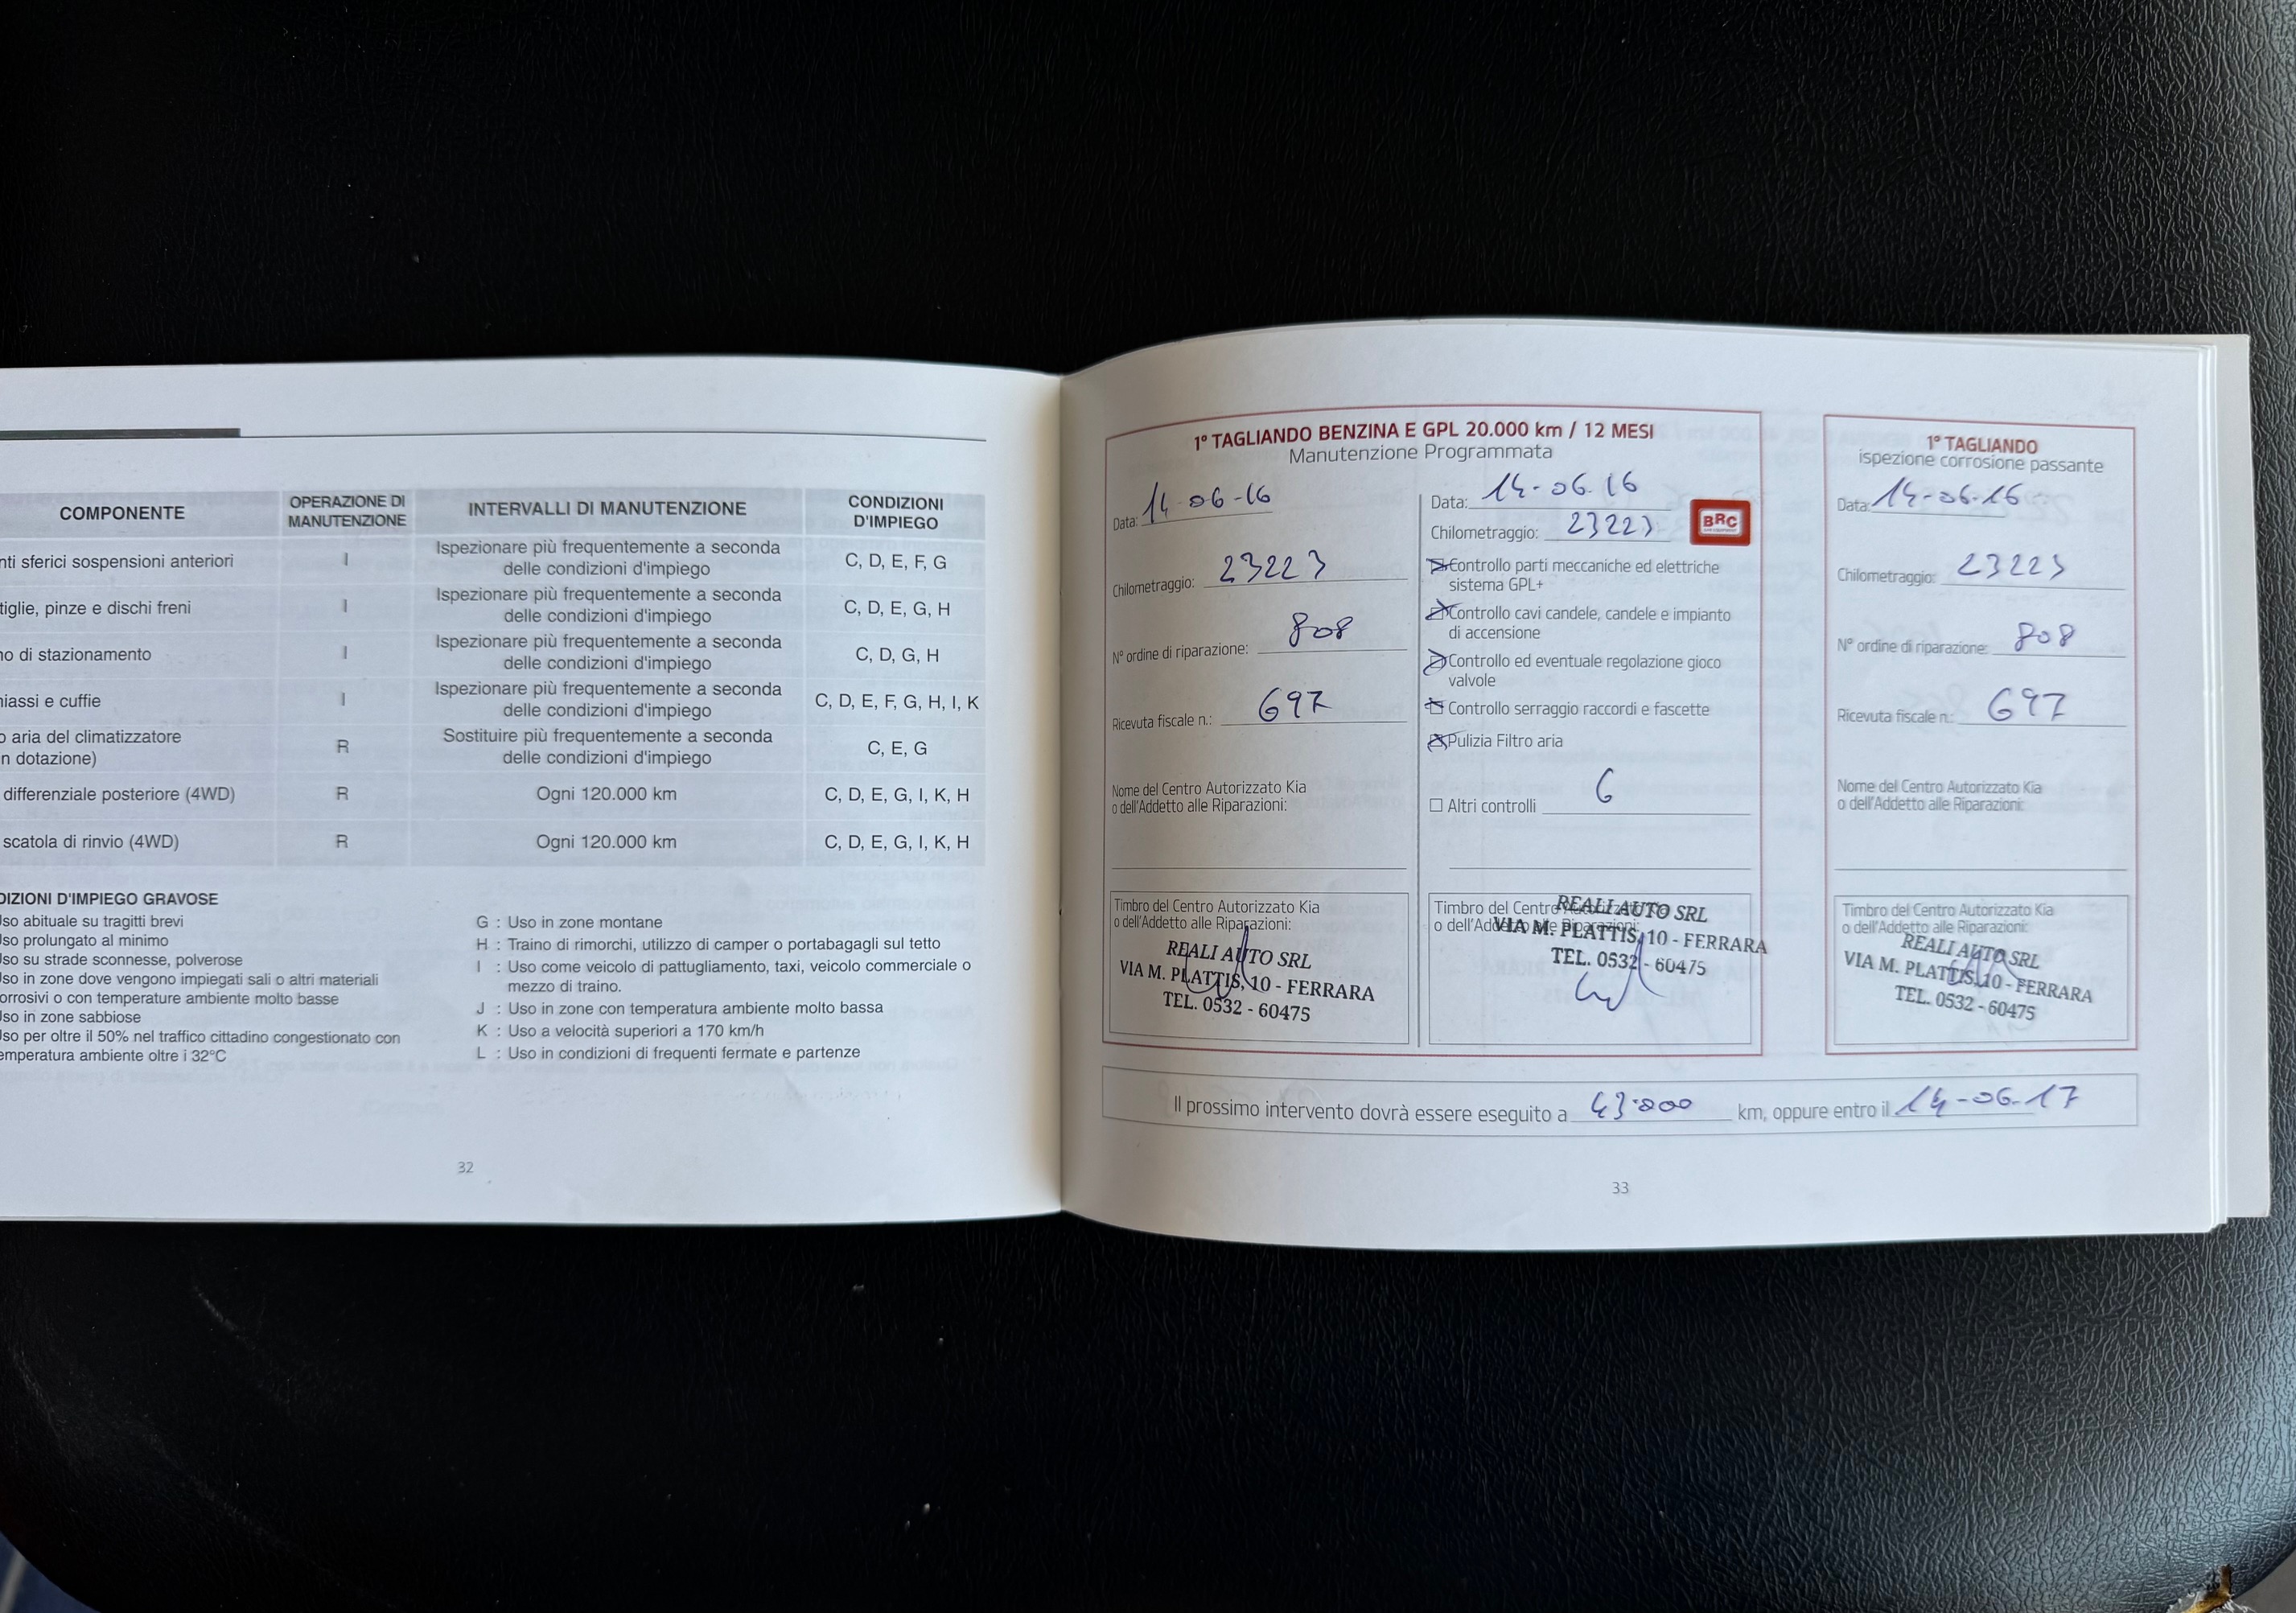 COMPONENTE
OPERAZIONE DI
MANUTENZIONE
INTERVALLI DI MANUTENZIONE
CONDIZIONI
D'IMPIEGO
nti sferici sospensioni anteriori
I
Ispezionare più frequentemente a seconda
delle condizioni d'impiego
C, D, E, F, G
tiglie, pinze e dischi freni
I
Ispezionare più frequentemente a seconda
delle condizioni d'impiego
C, D, E, G, H
no di stazionamento
I
Ispezionare più frequentemente a seconda
delle condizioni d'impiego
C, D, G, H
niassi e cuffie
I
Ispezionare più frequentemente a seconda
delle condizioni d'impiego
C, D, E, F, G, H, I, K
o aria del climatizzatore
n dotazione)
R
Sostituire più frequentemente a seconda
delle condizioni d'impiego
C, E, G
differenziale posteriore (4WD)
R
Ogni 120.000 km
C, D, E, G, I, K, H
scatola di rinvio (4WD)
R
Ogni 120.000 km
C, D, E, G, I, K, H
DIZIONI D'IMPIEGO GRAVOSE
Uso abituale su tragitti brevi
Uso prolungato al minimo
Uso su strade sconnesse, polverose
Uso in zone dove vengono impiegati sali o altri materiali
corrosivi o con temperature ambiente molto basse
Uso in zone sabbiose
Uso per oltre il 50% nel traffico cittadino congestionato con
emperatura ambiente oltre i 32°C
G : Uso in zone montane
H : Traino di rimorchi, utilizzo di camper o portabagagli sul tetto
I : Uso come veicolo di pattugliamento, taxi, veicolo commerciale o
mezzo di traino.
J : Uso in zone con temperatura ambiente molto bassa
K : Uso a velocità superiori a 170 km/h
L : Uso in condizioni di frequenti fermate e partenze
32
1° TAGLIANDO BENZINA E GPL 20.000 km / 12 MESI
Manutenzione Programmata
Data: 14-06-16
Chilometraggio: 23223
N° ordine di riparazione: 808
Ricevuta fiscale n.: 697
Nome del Centro Autorizzato Kia
o dell'Addetto alle Riparazioni:
Timbro del Centro Autorizzato Kia
o dell'Addetto alle Riparazioni:
REALI AUTO SRL
VIA M. PLATTIS, 10 - FERRARA
TEL. 0532 - 60475
Data: 14-06-16
Chilometraggio: 23223
BRC
Controllo parti meccaniche ed elettriche
sistema GPL+
Controllo cavi candele, candele e impianto
di accensione
Controllo ed eventuale regolazione gioco
valvole
Controllo serraggio raccordi e fascette
Pulizia Filtro aria
Altri controlli
Timbro del Centro Autorizzato Kia
o dell'Addetto alle Riparazioni:
REALI AUTO SRL
VIA M. PLATTIS, 10 - FERRARA
TEL. 0532 - 60475
1° TAGLIANDO
ispezione corrosione passante
Data: 14-06-16
Chilometraggio: 23223
N° ordine di riparazione: 808
Ricevuta fiscale n.: 697
Nome del Centro Autorizzato Kia
o dell'Addetto alle Riparazioni:
Timbro del Centro Autorizzato Kia
o dell'Addetto alle Riparazioni:
REALI AUTO SRL
VIA M. PLATTIS, 10 - FERRARA
TEL. 0532 - 60475
Il prossimo intervento dovrà essere eseguito a 43.000 km, oppure entro il 14-06-17
33